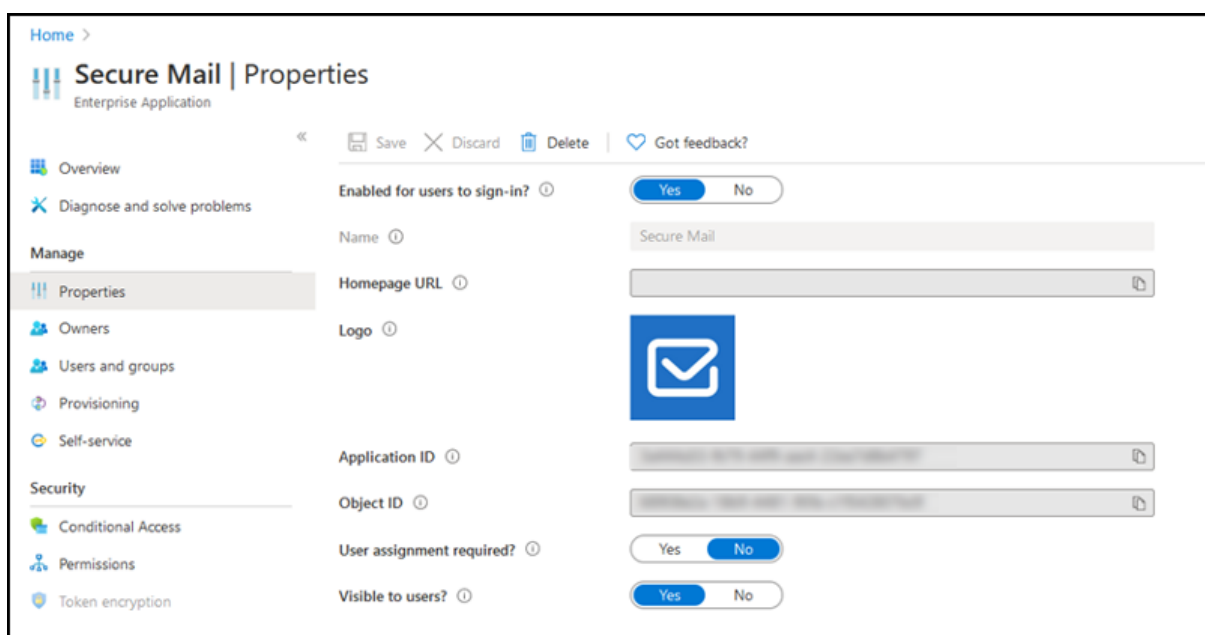 Home >
Secure Mail | Properties
Enterprise Application
Save Discard Delete Got feedback?
Overview
Diagnose and solve problems
Manage
Properties
Owners
Users and groups
Provisioning
Self-service
Security
Conditional Access
Permissions
Token encryption
Enabled for users to sign-in? Yes No
Name Secure Mail
Homepage URL
Logo
Application ID
Object ID
User assignment required? Yes No
Visible to users? Yes No